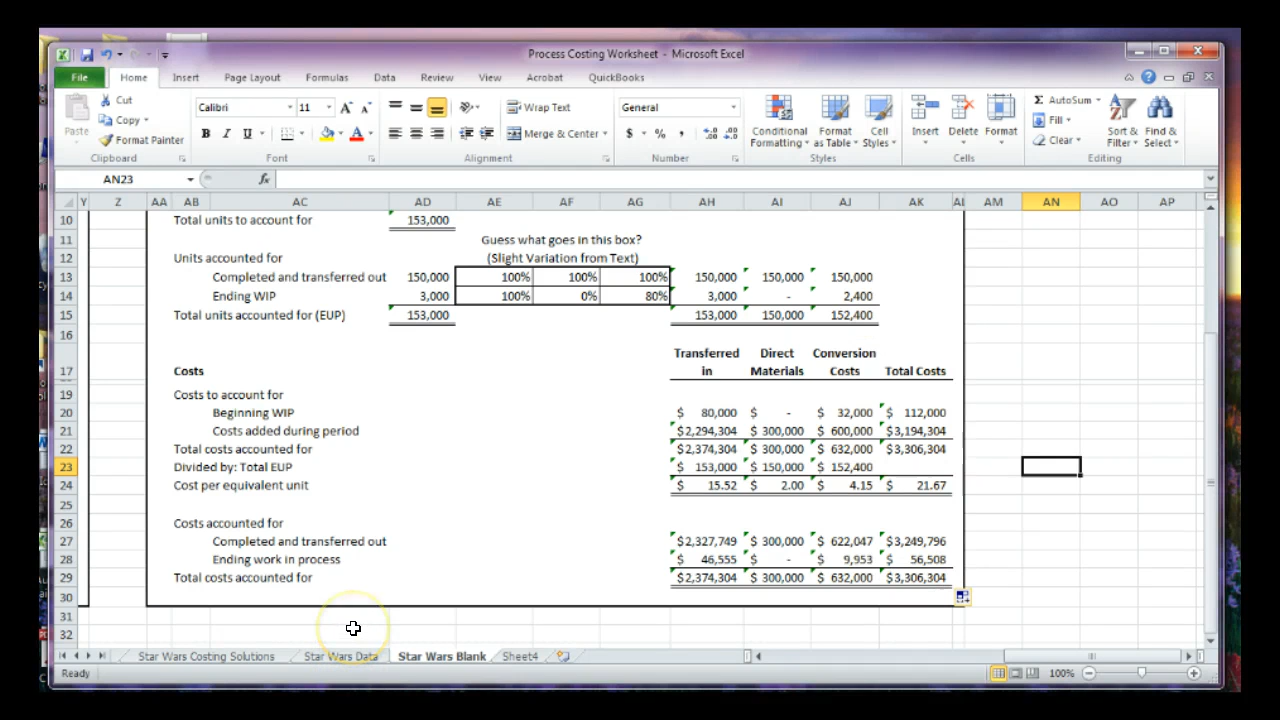 Process Costing Worksheet - Microsoft Excel
File Home Insert Page Layout Formulas Data Review View Acrobat QuickBooks
Paste Cut Copy Format Painter Clipboard
Calibri 11 A A B I U A Font
Wrap Text Merge & Center Alignment
General $ % , Number
Conditional Formatting Format as Table Cell Styles Styles
Insert Delete Format Cells
Σ AutoSum Fill Clear Sort & Filter Find & Select Editing
AN23 fx
Y Z AA AB AC AD AE AF AG AH AI AJ AK AL AM AN AO AP
10 Total units to account for 153,000
11 Guess what goes in this box?
12 Units accounted for (Slight Variation from Text)
13 Completed and transferred out 150,000 100% 100% 100% 150,000 150,000 150,000
14 Ending WIP 3,000 100% 0% 80% 3,000 - 2,400
15 Total units accounted for (EUP) 153,000 153,000 150,000 152,400
16
Transferred Direct Conversion
17 Costs in Materials Costs Total Costs
19 Costs to account for
20 Beginning WIP $ 80,000 $ - $ 32,000 $ 112,000
21 Costs added during period $2,294,304 $ 300,000 $ 600,000 $3,194,304
22 Total costs accounted for $2,374,304 $ 300,000 $ 632,000 $3,306,304
23 Divided by: Total EUP $ 153,000 $ 150,000 $ 152,400
24 Cost per equivalent unit $ 15.52 $ 2.00 $ 4.15 $ 21.67
25
26 Costs accounted for
27 Completed and transferred out $2,327,749 $ 300,000 $ 622,047 $3,249,796
28 Ending work in process $ 46,555 $ - $ 9,953 $ 56,508
29 Total costs accounted for $2,374,304 $ 300,000 $ 632,000 $3,306,304
30
31
32
Star Wars Costing Solutions Star Wars Data Star Wars Blank Sheet4
Ready 100%